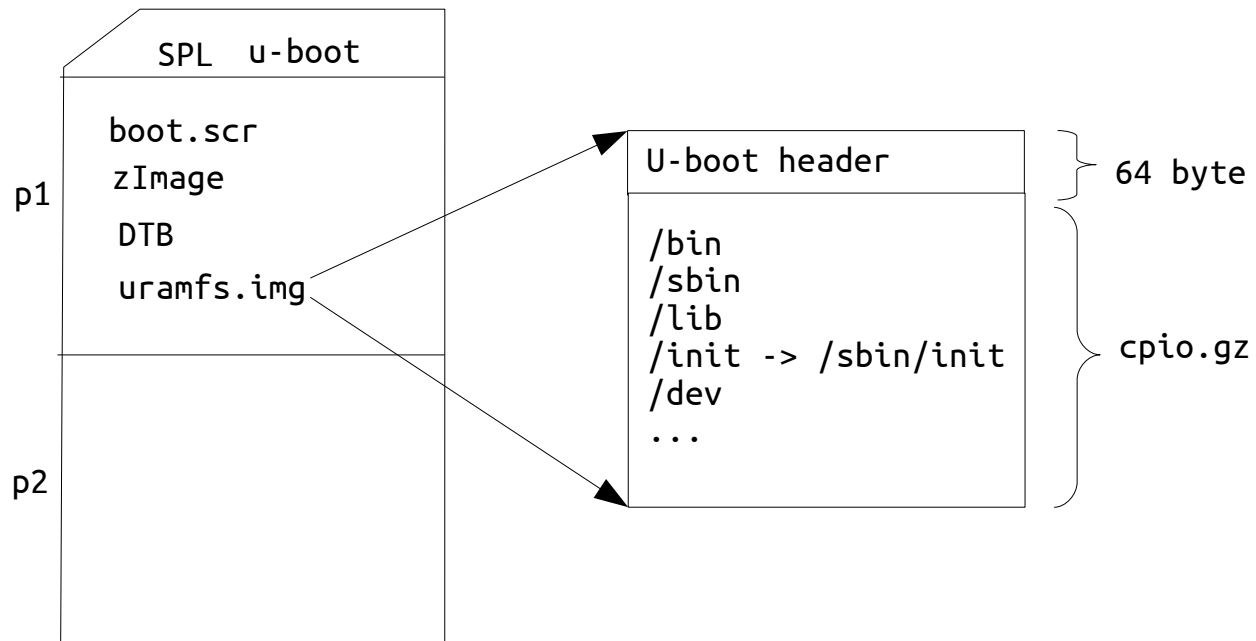 SPL u-boot
p1
boot.scr
zImage
DTB
uramfs.img
p2
U-boot header
64 byte
/bin
/sbin
/lib
/init -> /sbin/init
/dev
...
cpio.gz